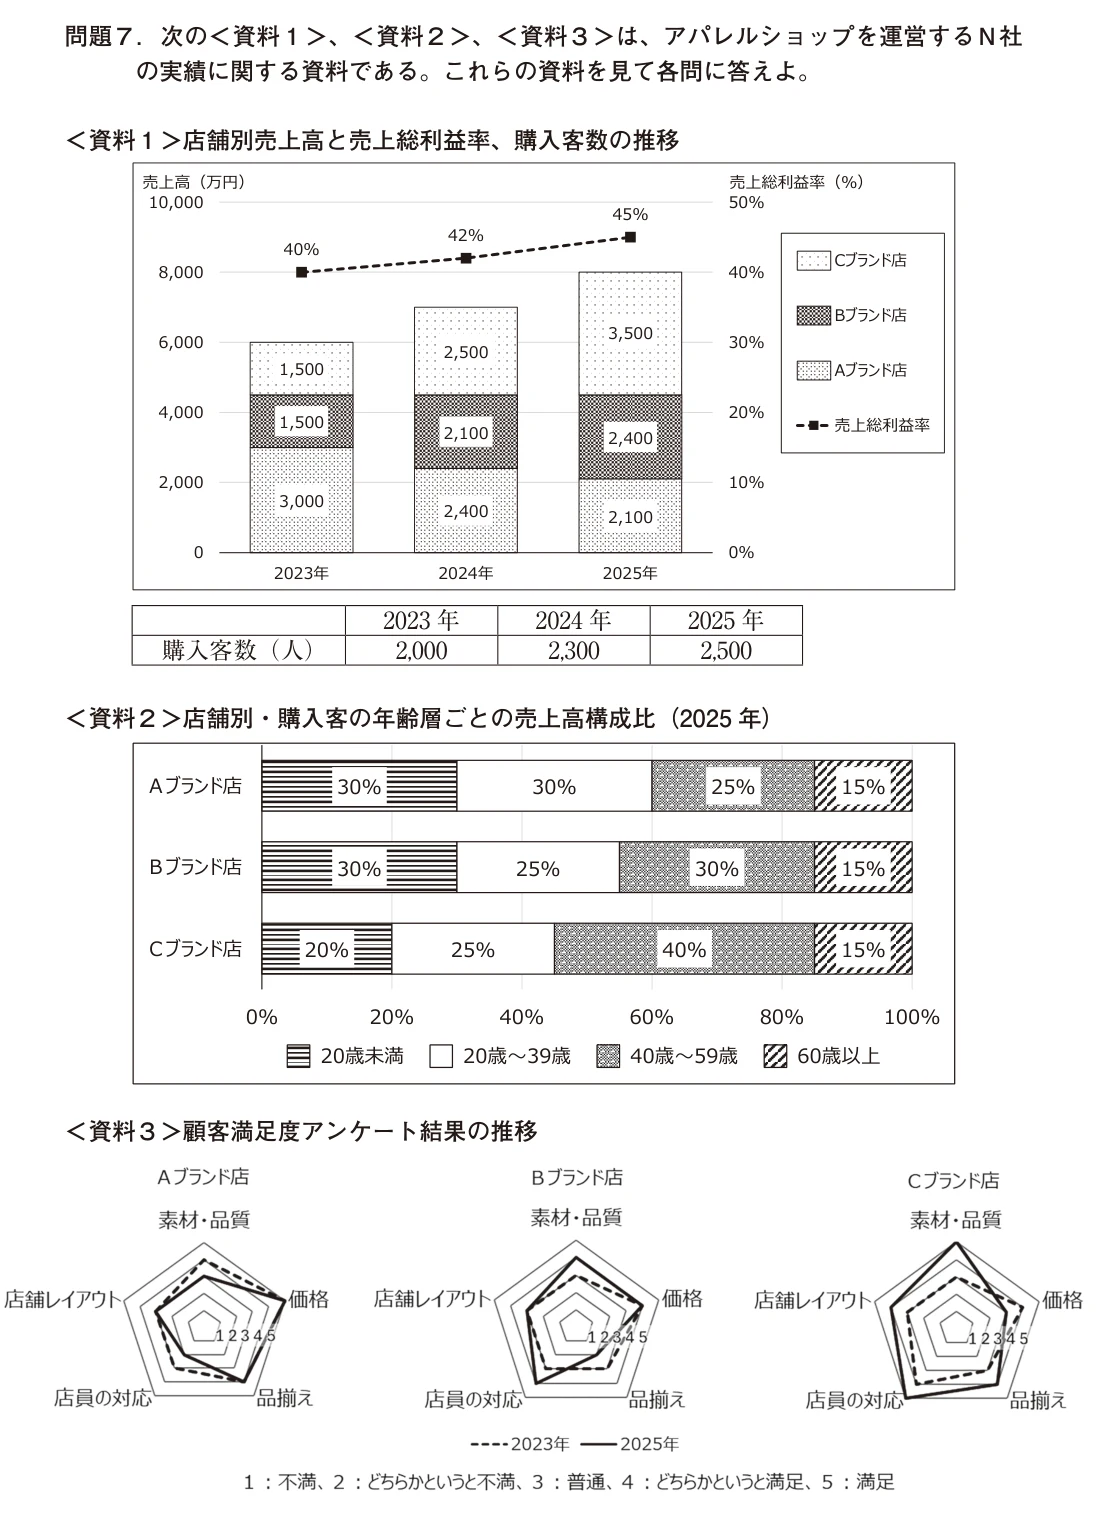 問題７．次の＜資料１＞、＜資料２＞、＜資料３＞は、アパレルショップを運営するＮ社
の実績に関する資料である。これらの資料を見て各問に答えよ。
＜資料１＞店舗別売上高と売上総利益率、購入客数の推移
売上高（万円）
売上総利益率（%）
10,000
8,000
6,000
4,000
2,000
0
50%
40%
30%
20%
10%
0%
40%
42%
45%
1,500
1,500
3,000
2,500
2,100
2,400
3,500
2,400
2,100
2023年
2024年
2025年
Cブランド店
Bブランド店
Aブランド店
売上総利益率
2023 年 2024 年 2025 年
購入客数（人） 2,000 2,300 2,500
＜資料２＞店舗別・購入客の年齢層ごとの売上高構成比（2025 年）
Aブランド店 30% 30% 25% 15%
Bブランド店 30% 25% 30% 15%
Cブランド店 20% 25% 40% 15%
0% 20% 40% 60% 80% 100%
20歳未満 20歳～39歳 40歳～59歳 60歳以上
＜資料３＞顧客満足度アンケート結果の推移
Aブランド店
素材・品質
店舗レイアウト
価格
1 2 3 4 5
店員の対応
品揃え
Bブランド店
素材・品質
店舗レイアウト
価格
1 2 3 4 5
店員の対応
品揃え
Cブランド店
素材・品質
店舗レイアウト
価格
1 2 3 4 5
店員の対応
品揃え
2023年 2025年
1：不満、2：どちらかというと不満、3：普通、4：どちらかというと満足、5：満足